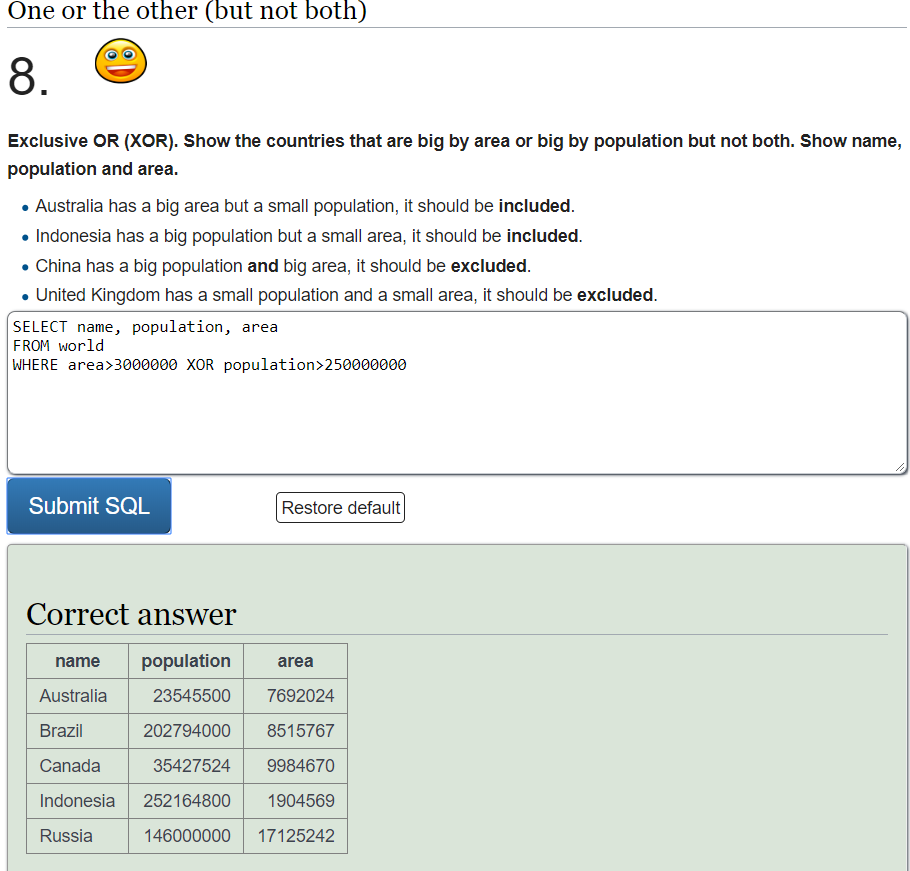 One or the other (but not both)
8.
Exclusive OR (XOR). Show the countries that are big by area or big by population but not both. Show name,
population and area.
• Australia has a big area but a small population, it should be included.
• Indonesia has a big population but a small area, it should be included.
• China has a big population and big area, it should be excluded.
• United Kingdom has a small population and a small area, it should be excluded.
SELECT name, population, area
FROM world
WHERE area>3000000 XOR population>250000000
Submit SQL Restore default
Correct answer
name population area
Australia 23545500 7692024
Brazil 202794000 8515767
Canada 35427524 9984670
Indonesia 252164800 1904569
Russia 146000000 17125242